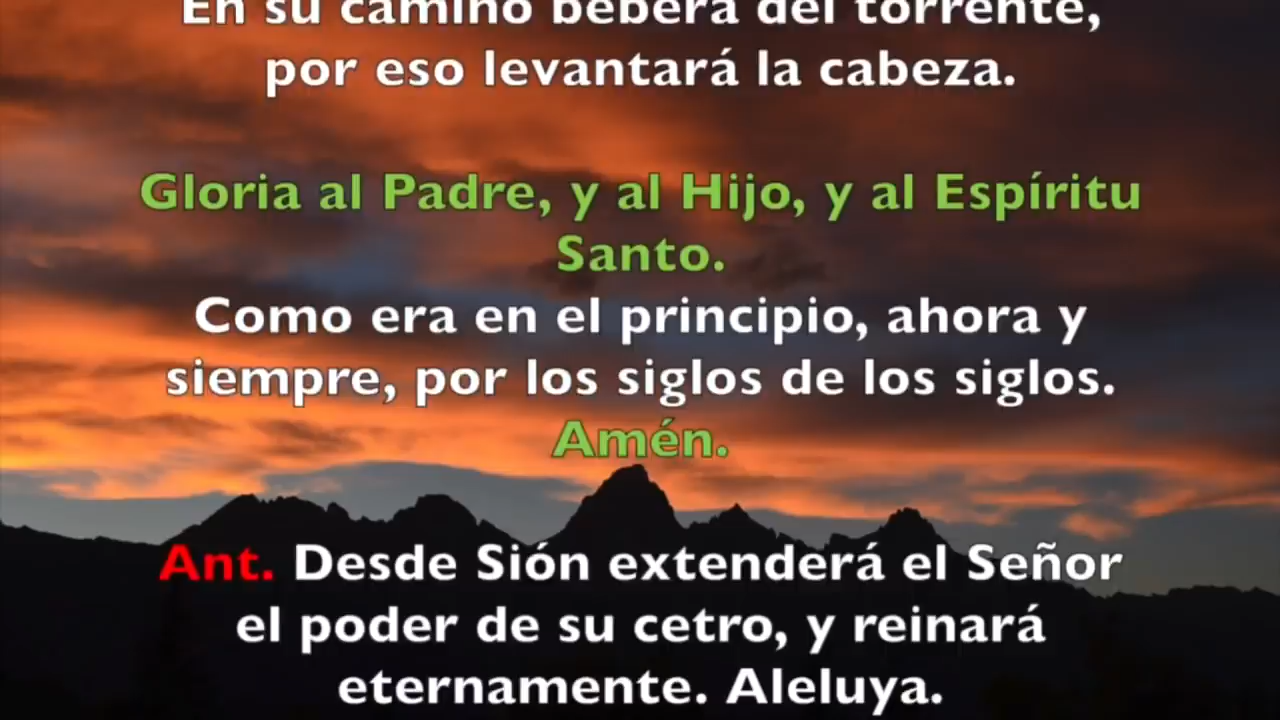 En su camino beberá del torrente,
por eso levantará la cabeza.
Gloria al Padre, y al Hijo, y al Espíritu
Santo.
Como era en el principio, ahora y
siempre, por los siglos de los siglos.
Amén.
Ant. Desde Sión extenderá el Señor
el poder de su cetro, y reinará
eternamente. Aleluya.